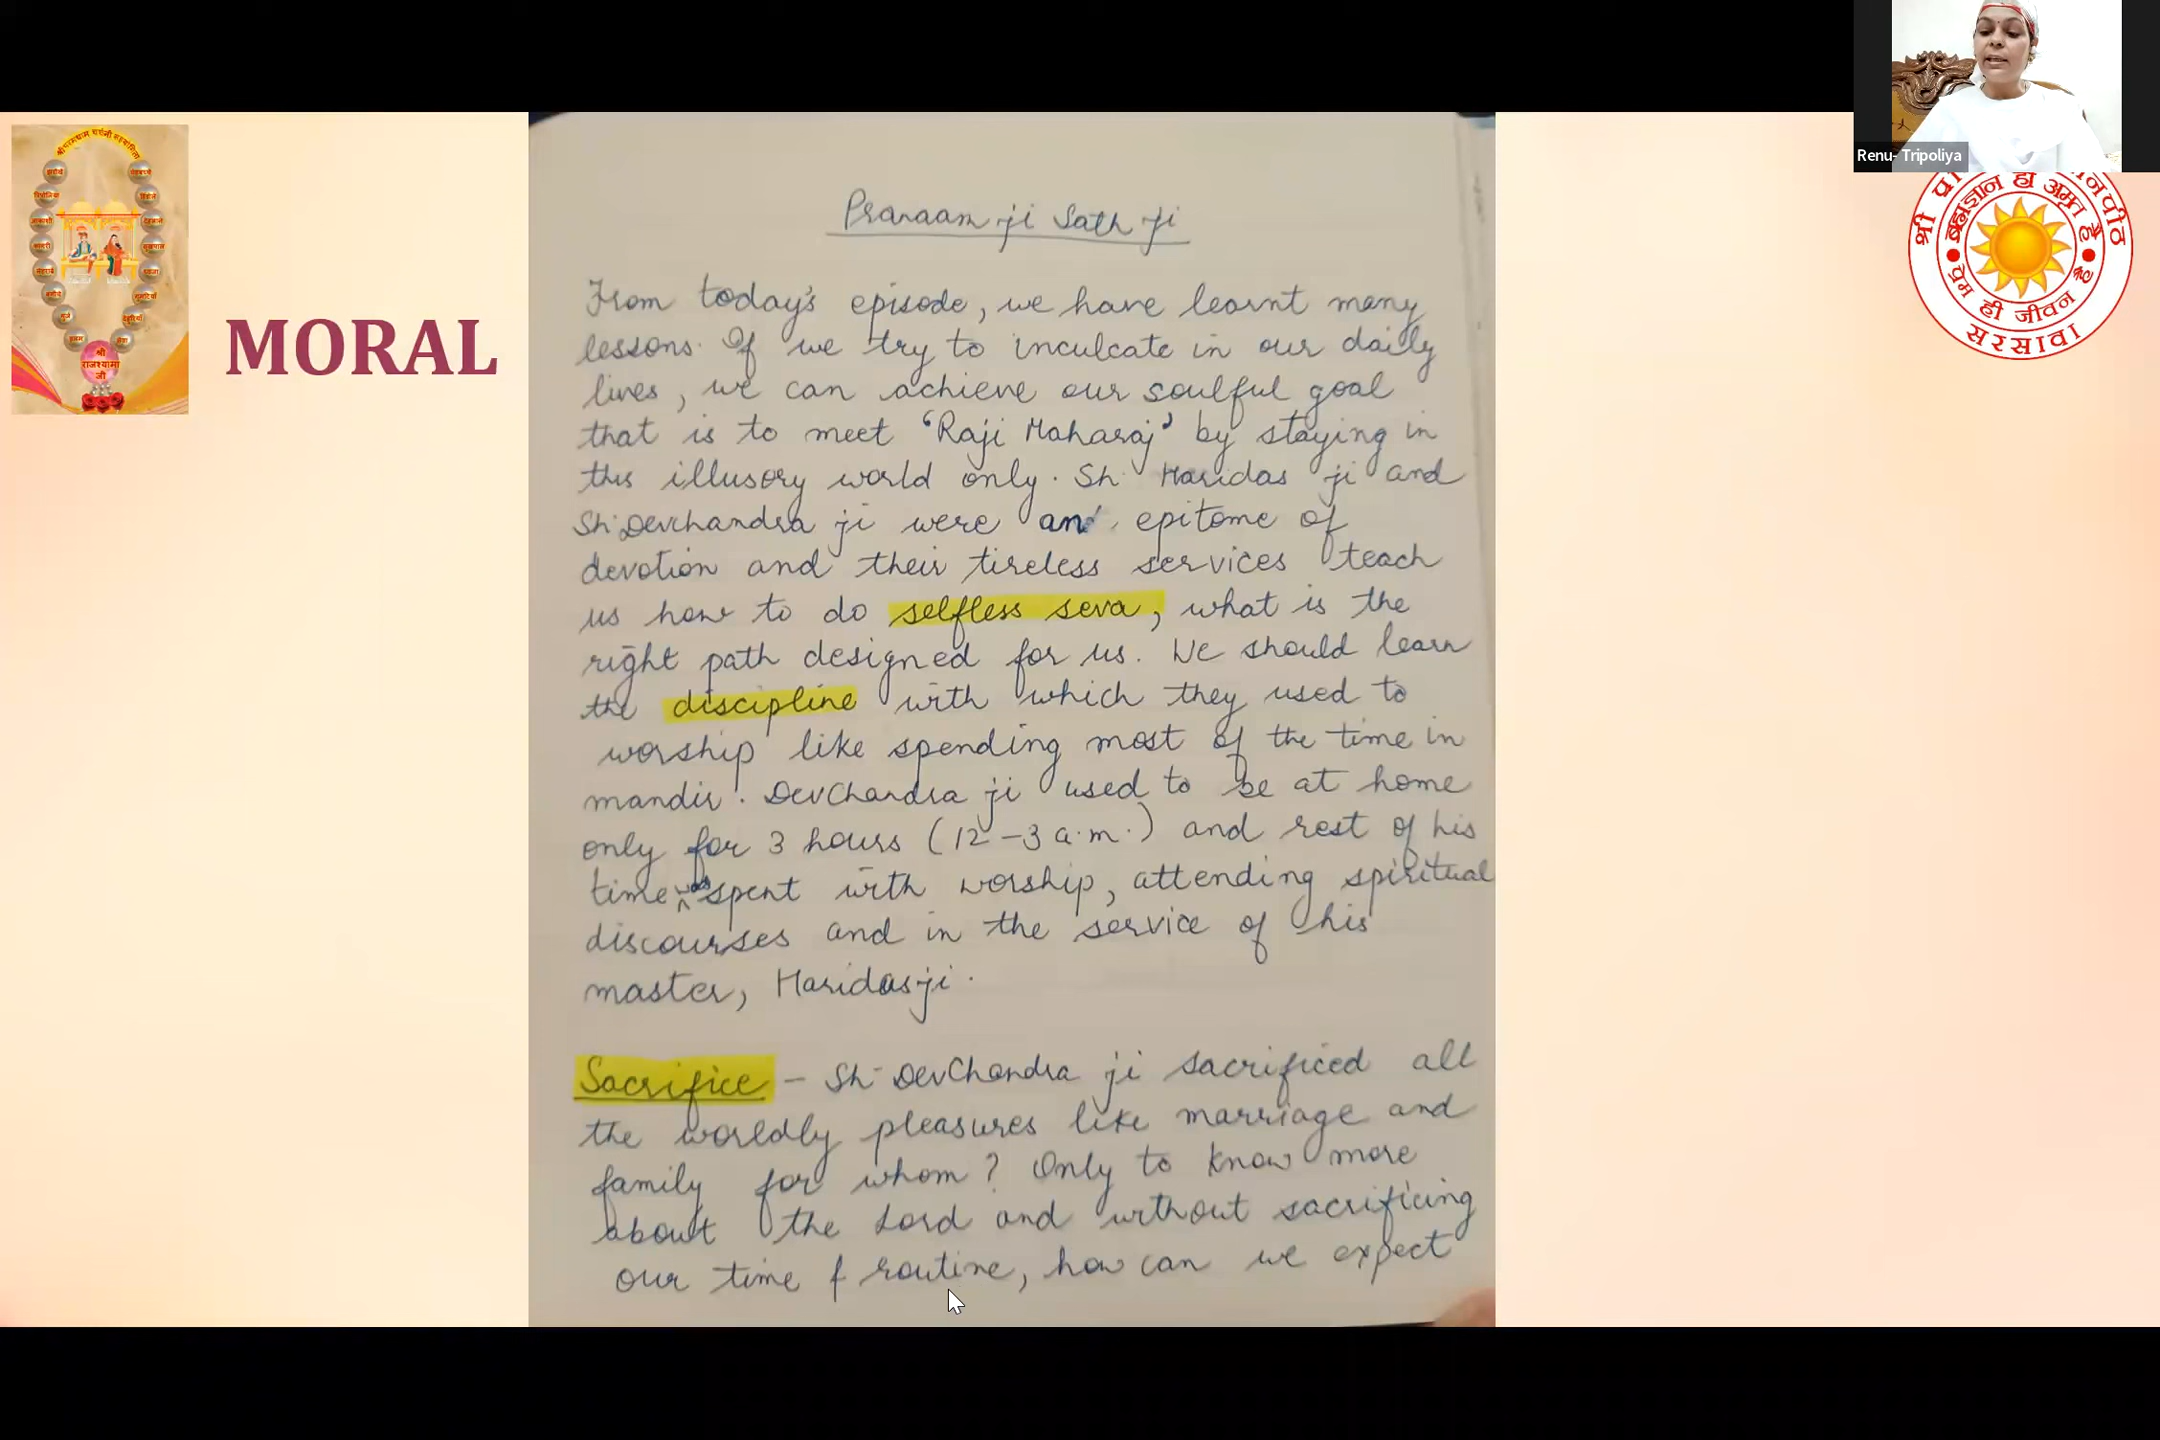 Renu- Tripoliya
MORAL
श्री राजश्यामा जी
ब्रह्मज्ञान ही अमृत है
प्रेम ही जीवन है
सरसावा
Pranaam ji Sath ji
From today's episode, we have learnt many
lessons. If we try to inculcate in our daily
lives, we can achieve our soulful goal
that is to meet 'Raji Maharaj' by staying in
this illusory world only. Sh. Haridas ji and
Sh. Devchandra ji were an epitome of
devotion and their tireless services teach
us how to do selfless seva, what is the
right path designed for us. We should learn
the discipline with which they used to
worship like spending most of the time in
mandir. DevChandra ji used to be at home
only for 3 hours (12-3 a.m.) and rest of his
time was spent with worship, attending spiritual
discourses and in the service of his
master, Haridasji.
Sacrifice - Sh. DevChandra ji sacrificed all
the worldly pleasures like marriage and
family for whom? Only to know more
about the Lord and without sacrificing
our time & routine, how can we expect